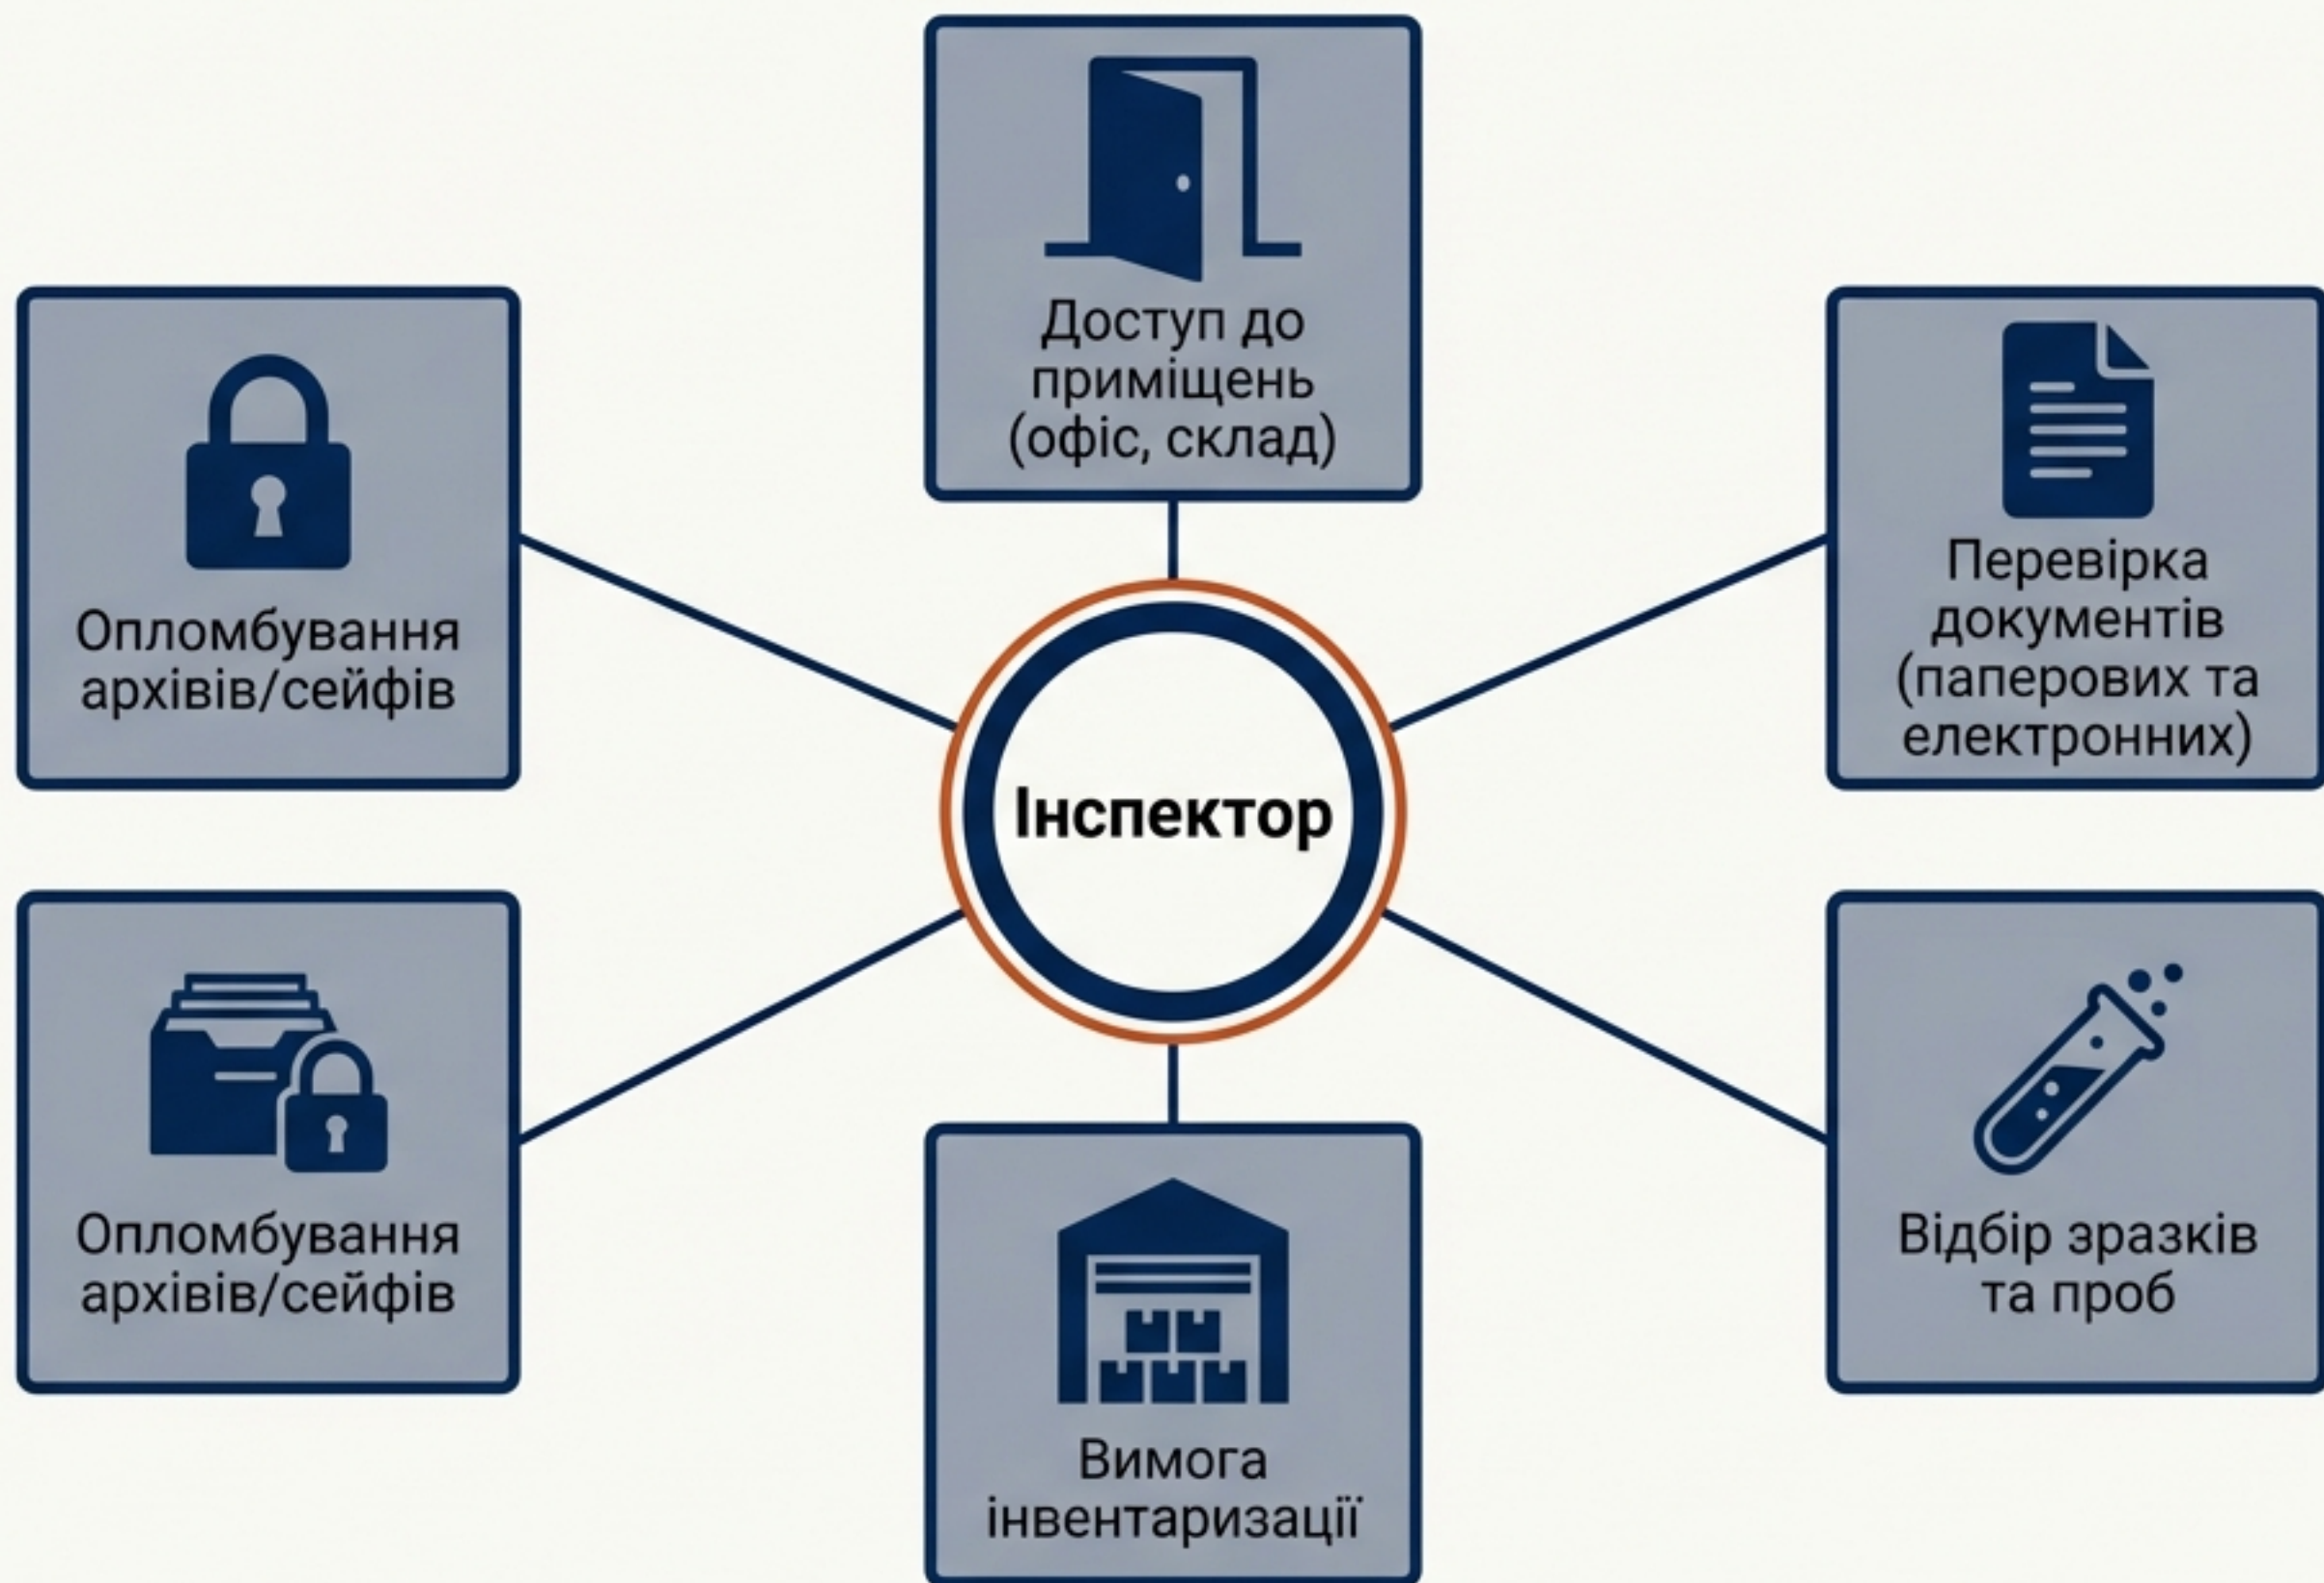 Доступ до
приміщень
(офіс, склад)
Опломбування
архівів/сейфів
Перевірка
документів
(паперових та
електронних)
Інспектор
Опломбування
архівів/сейфів
Відбір зразків
та проб
Вимога
інвентаризації